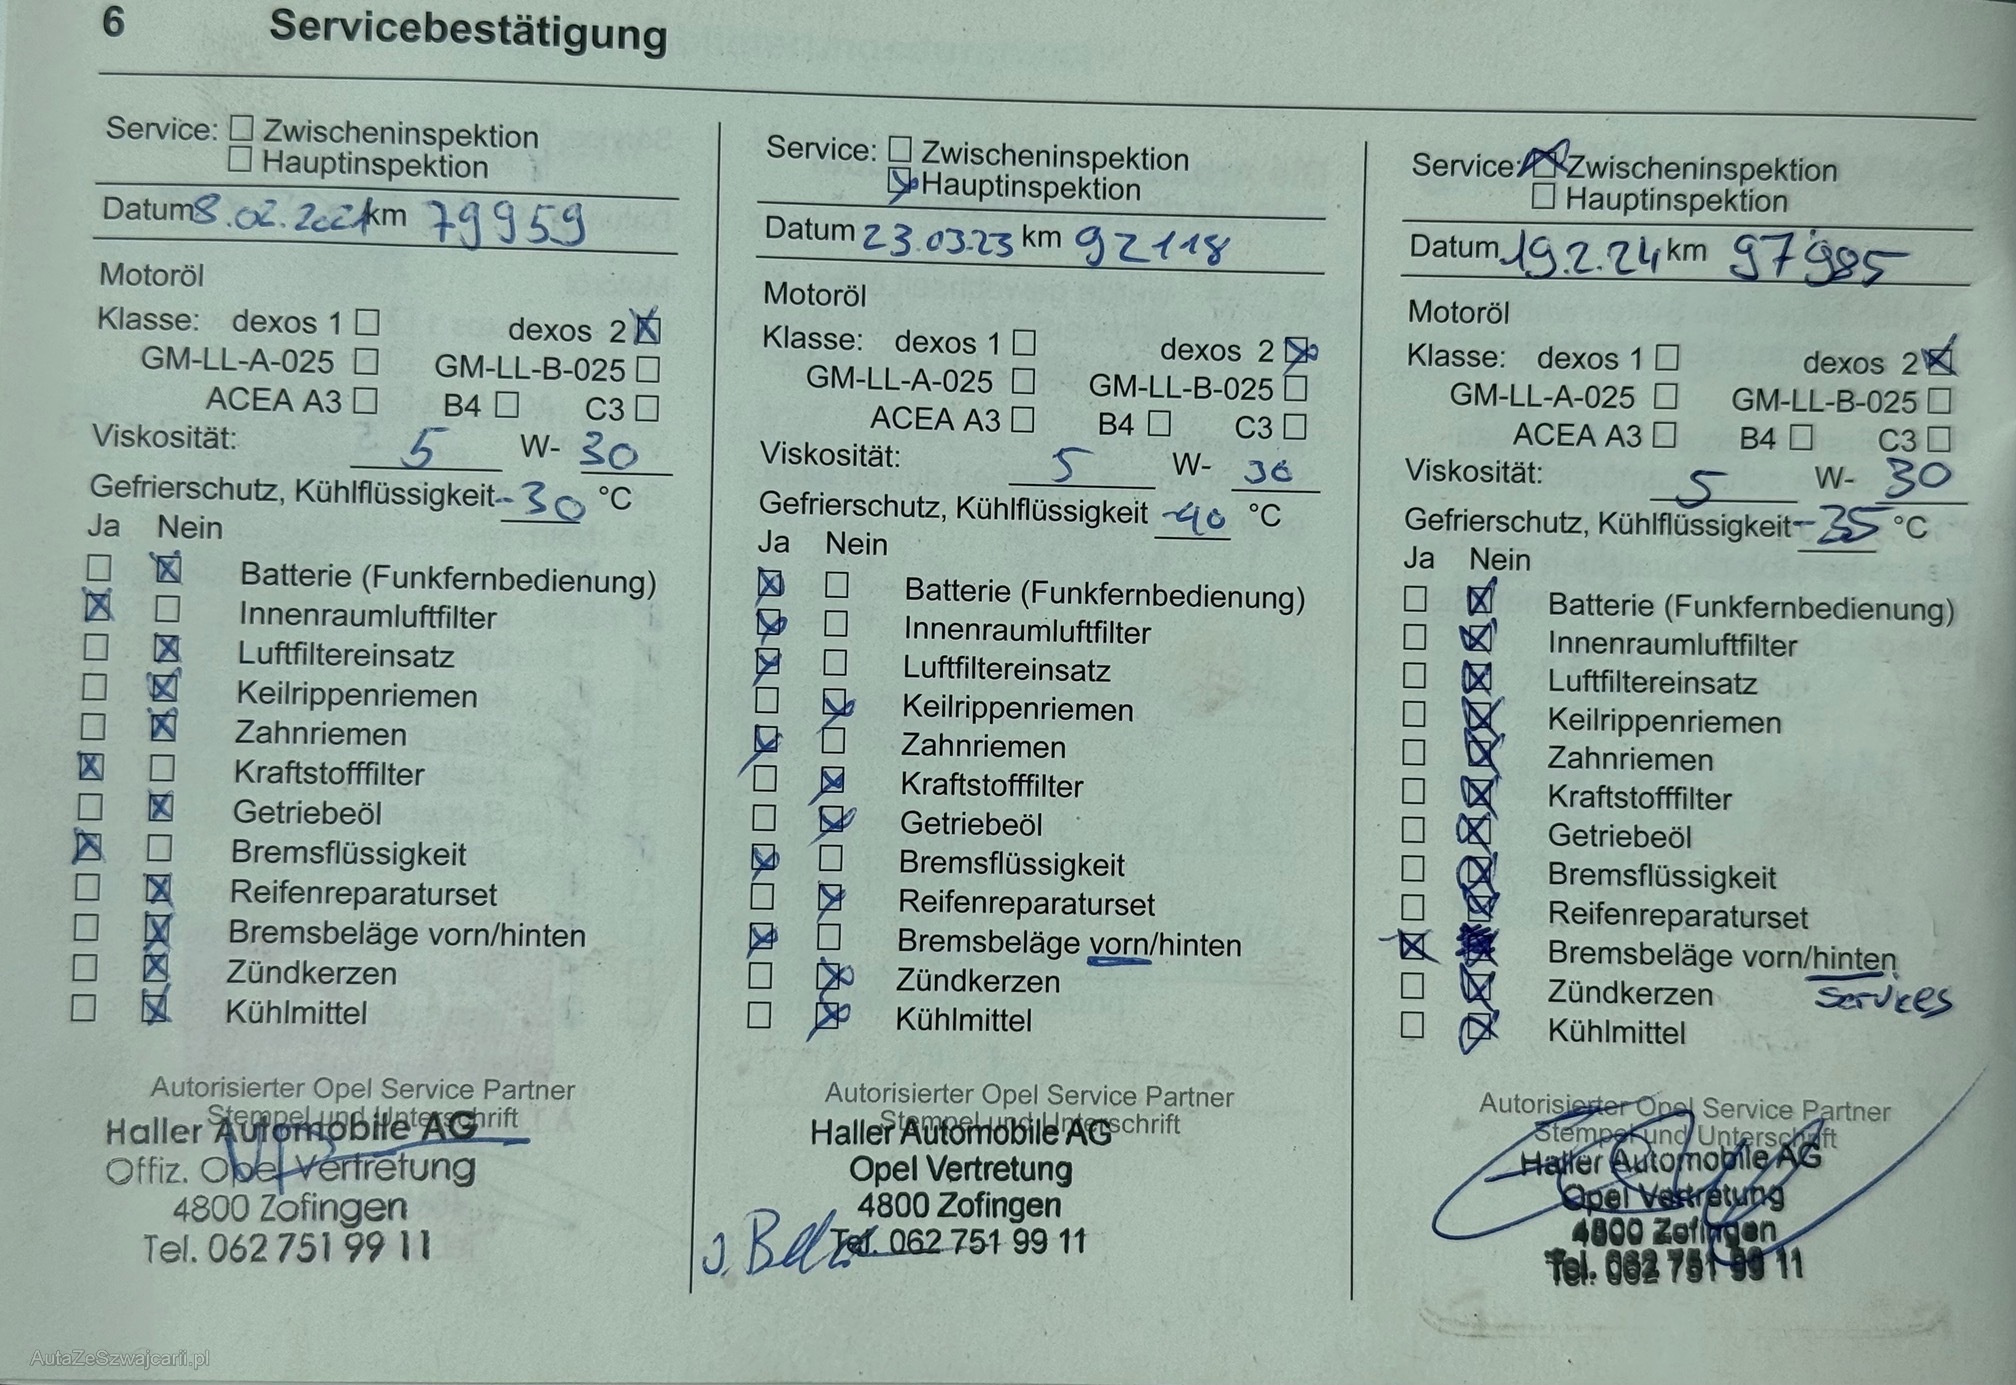 6 Servicebestätigung
Service: ☐ Zwischeninspektion
☐ Hauptinspektion
Datum 8.02.2021 km 79959
Motoröl
Klasse: dexos 1 ☐ dexos 2 ☒
GM-LL-A-025 ☐ GM-LL-B-025 ☐
ACEA A3 ☐ B4 ☐ C3 ☐
Viskosität: 5 W- 30
Gefrierschutz, Kühlflüssigkeit -30 °C
Ja Nein
☐ ☒ Batterie (Funkfernbedienung)
☒ ☐ Innenraumluftfilter
☐ ☒ Luftfiltereinsatz
☐ ☒ Keilrippenriemen
☐ ☒ Zahnriemen
☒ ☐ Kraftstofffilter
☐ ☒ Getriebeöl
☒ ☐ Bremsflüssigkeit
☐ ☒ Reifenreparaturset
☐ ☒ Bremsbeläge vorn/hinten
☐ ☒ Zündkerzen
☐ ☒ Kühlmittel
Autorisierter Opel Service Partner
Stempel und Unterschrift
Haller Automobile AG
Offiz. Opel Vertretung
4800 Zofingen
Tel. 062 751 99 11
Service: ☐ Zwischeninspektion
☒ Hauptinspektion
Datum 23.03.23 km 92118
Motoröl
Klasse: dexos 1 ☐ dexos 2 ☒
GM-LL-A-025 ☐ GM-LL-B-025 ☐
ACEA A3 ☐ B4 ☐ C3 ☐
Viskosität: 5 W- 30
Gefrierschutz, Kühlflüssigkeit -40 °C
Ja Nein
☒ ☐ Batterie (Funkfernbedienung)
☒ ☐ Innenraumluftfilter
☒ ☐ Luftfiltereinsatz
☐ ☒ Keilrippenriemen
☒ ☐ Zahnriemen
☐ ☒ Kraftstofffilter
☐ ☒ Getriebeöl
☒ ☐ Bremsflüssigkeit
☐ ☒ Reifenreparaturset
☒ ☐ Bremsbeläge vorn/hinten
☐ ☒ Zündkerzen
☐ ☒ Kühlmittel
Autorisierter Opel Service Partner
Stempel und Unterschrift
Haller Automobile AG
Opel Vertretung
4800 Zofingen
Tel. 062 751 99 11
Service: ☒ Zwischeninspektion
☐ Hauptinspektion
Datum 19.2.24 km 97'985
Motoröl
Klasse: dexos 1 ☐ dexos 2 ☒
GM-LL-A-025 ☐ GM-LL-B-025 ☐
ACEA A3 ☐ B4 ☐ C3 ☐
Viskosität: 5 W- 30
Gefrierschutz, Kühlflüssigkeit -35 °C
Ja Nein
☐ ☒ Batterie (Funkfernbedienung)
☐ ☒ Innenraumluftfilter
☐ ☒ Luftfiltereinsatz
☐ ☒ Keilrippenriemen
☐ ☒ Zahnriemen
☐ ☒ Kraftstofffilter
☐ ☒ Getriebeöl
☐ ☒ Bremsflüssigkeit
☐ ☒ Reifenreparaturset
☒ Bremsbeläge vorn/hinten
☐ ☒ Zündkerzen Services
☐ ☒ Kühlmittel
Autorisierter Opel Service Partner
Stempel und Unterschrift
Haller Automobile AG
Opel Vertretung
4800 Zofingen
Tel. 062 751 99 11
AutaZeSzwajcarii.pl